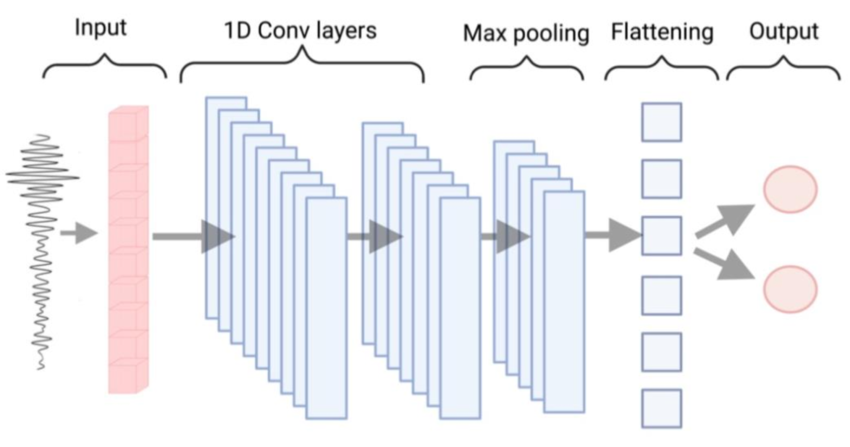 Input
1D Conv layers
Max pooling
Flattening
Output